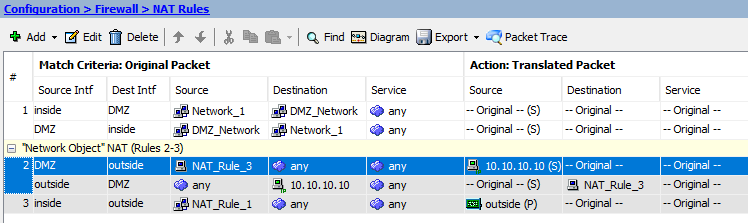 Configuration > Firewall > NAT Rules
Add Edit Delete Find Diagram Export Packet Trace
# Match Criteria: Original Packet Action: Translated Packet
Source Intf Dest Intf Source Destination Service Source Destination Service
1 inside DMZ Network_1 DMZ_Network any -- Original -- (S) -- Original -- -- Original --
DMZ inside DMZ_Network Network_1 any -- Original -- (S) -- Original -- -- Original --
"Network Object" NAT (Rules 2-3)
2 DMZ outside NAT_Rule_3 any any 10.10.10.10 (S) -- Original -- -- Original --
outside DMZ any 10.10.10.10 any -- Original -- (S) NAT_Rule_3 -- Original --
3 inside outside NAT_Rule_1 any any outside (P) -- Original -- -- Original --